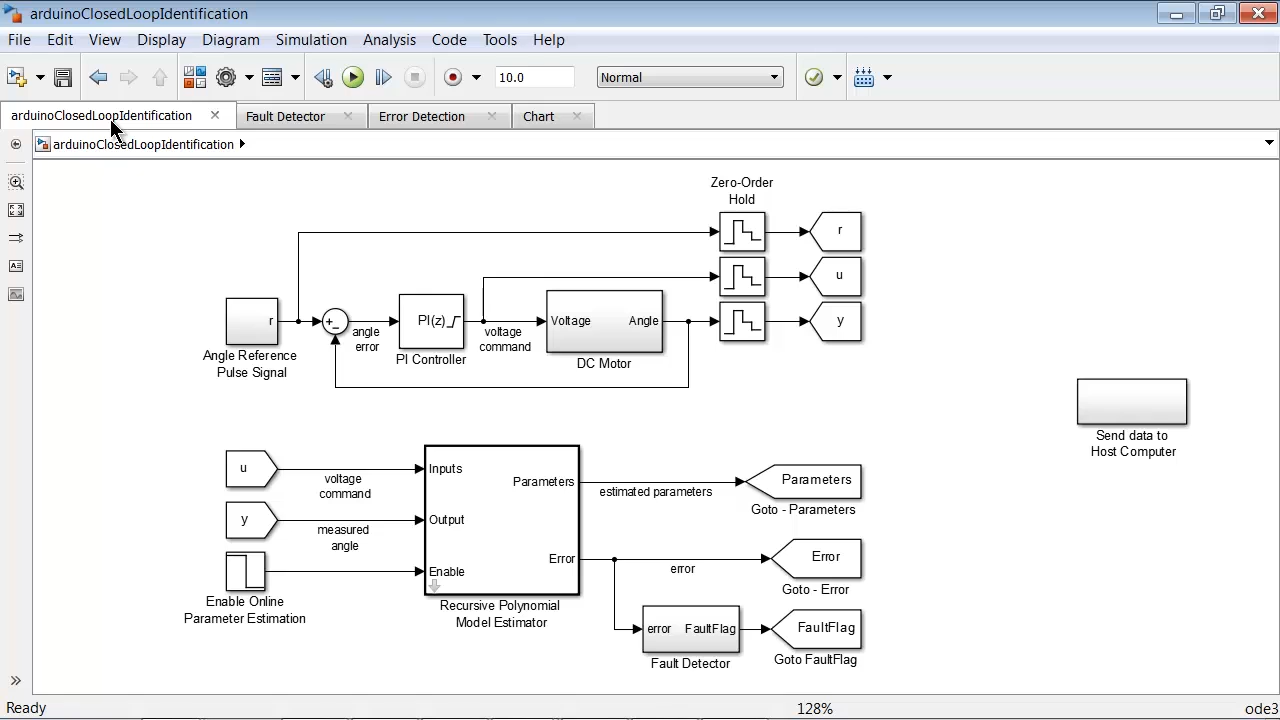 arduinoClosedLoopIdentification
File Edit View Display Diagram Simulation Analysis Code Tools Help
10.0 Normal
arduinoClosedLoopIdentification Fault Detector Error Detection Chart
arduinoClosedLoopIdentification
Zero-Order
Hold
r
u
r
+_
PI(z)
Voltage Angle
y
angle
error
voltage
command
PI Controller
DC Motor
Angle Reference
Pulse Signal
Send data to
Host Computer
u
voltage
command
y
measured
angle
Enable Online
Parameter Estimation
Inputs
Output
Enable
Parameters
Error
Recursive Polynomial
Model Estimator
estimated parameters
Parameters
Goto - Parameters
error
Error
Goto - Error
error FaultFlag
Fault Detector
FaultFlag
Goto FaultFlag
Ready 128% ode3